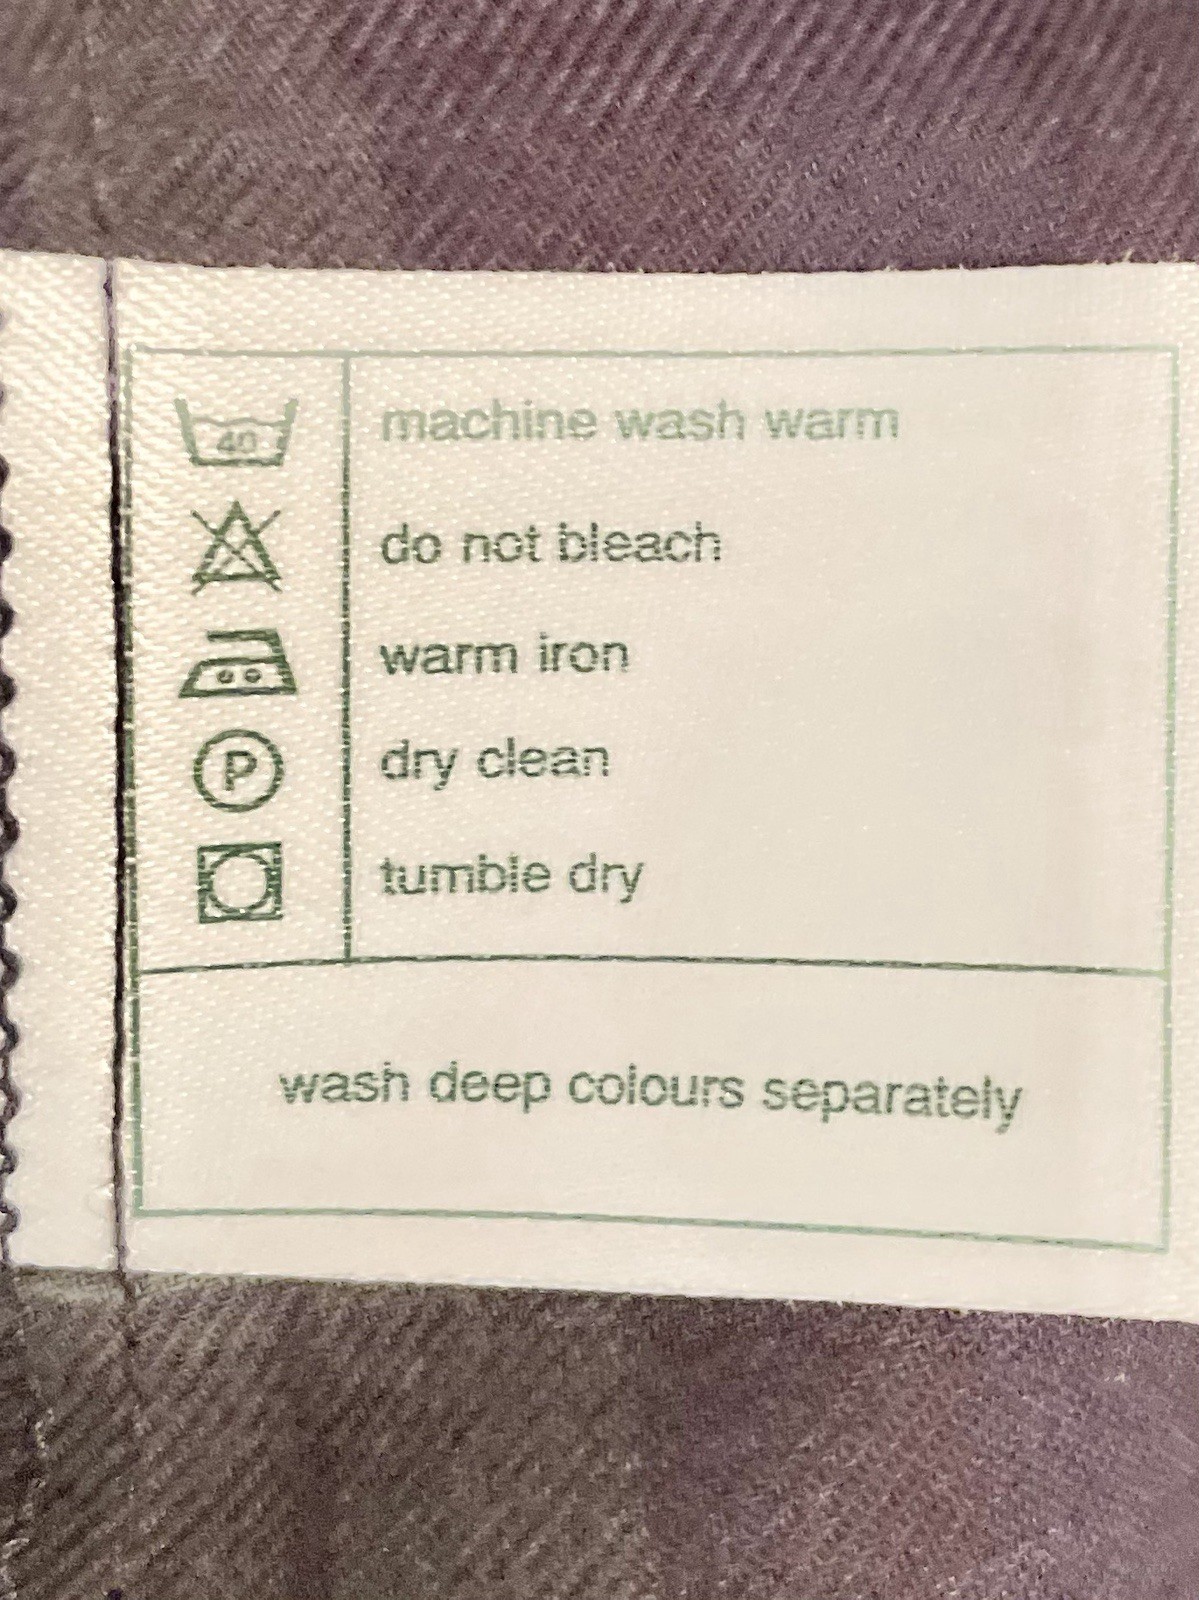 40 machine wash warm
do not bleach
warm iron
P dry clean
tumble dry
wash deep colours separately